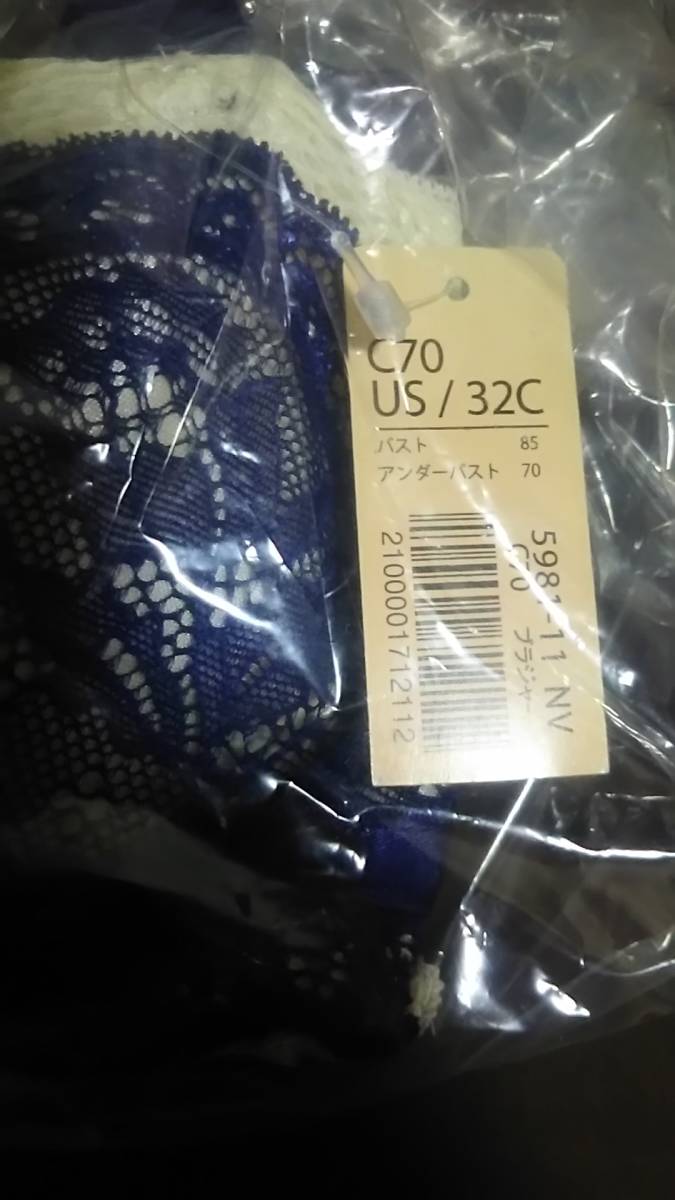 C70
US / 32C
バスト 85
アンダーバスト 70
5981-11 NV
C70 ブラジャー
2100001712112